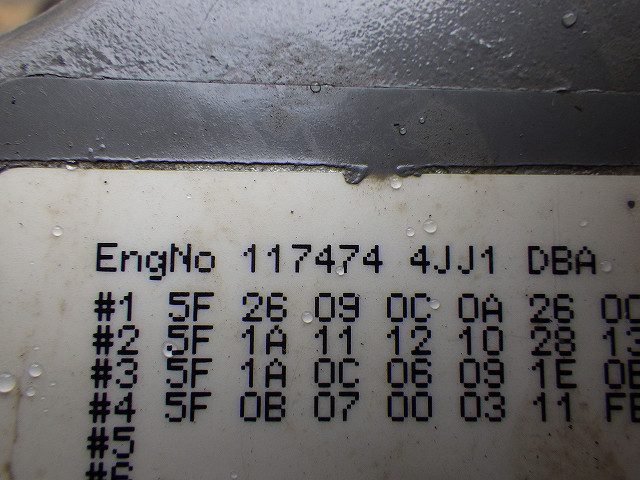 EngNo 117474 4JJ1 DBA
#1 5F 26 09 0C 0A 26
#2 5F 1A 11 12 10 28 13
#3 5F 1A 0C 06 09 1E
#4 5F 0B 07 00 03 11
#5